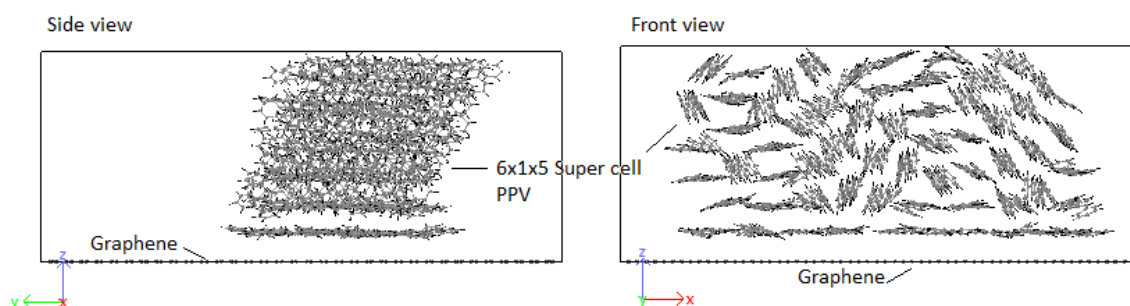 Side view
Front view
6x1x5 Super cell
PPV
Graphene
Graphene
z
y
x
z
y
x